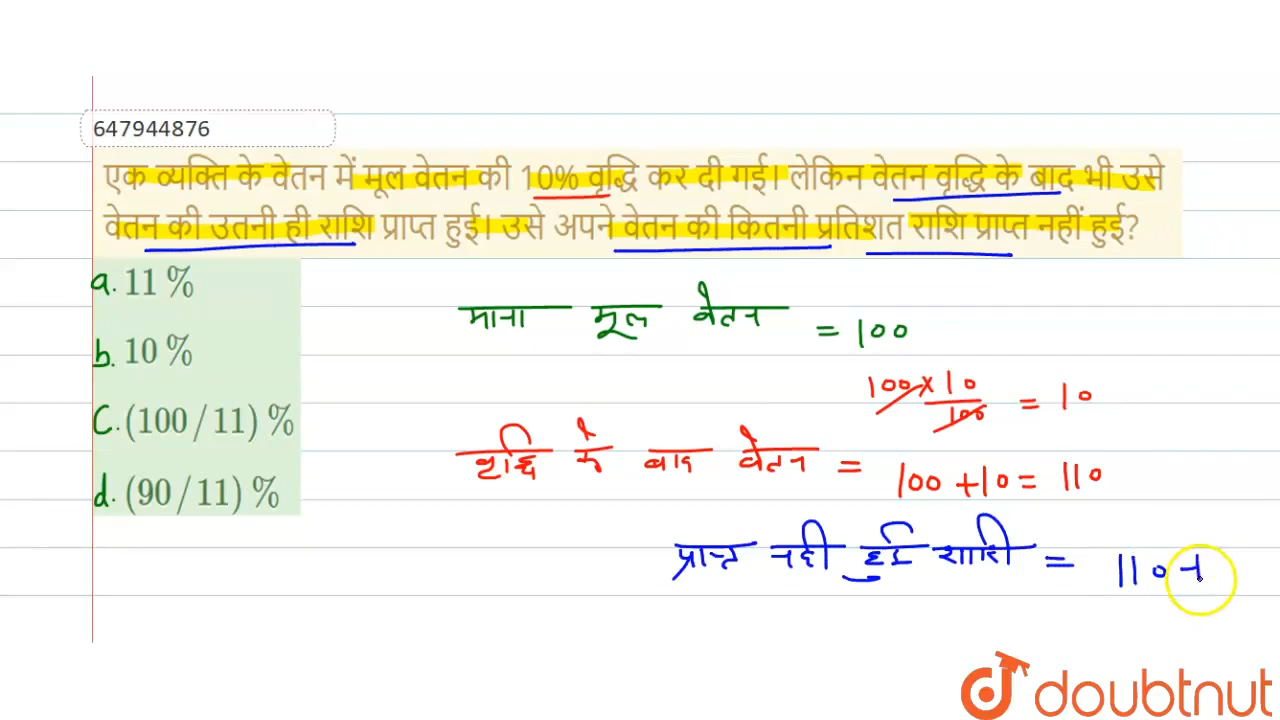 647944876
एक व्यक्ति के वेतन में मूल वेतन की 10% वृद्धि कर दी गई। लेकिन वेतन वृद्धि के बाद भी उसे
वेतन की उतनी ही राशि प्राप्त हुई। उसे अपने वेतन की कितनी प्रतिशत राशि प्राप्त नहीं हुई?
a. 11 %
b. 10 %
C. (100 / 11) %
d. (90 / 11) %
माना मूल वेतन = 100
100 × 10 / 100 = 10
वृद्धि के बाद वेतन = 100 + 10 = 110
प्राप्त नही हुई राशि = 110 -
doubtnut